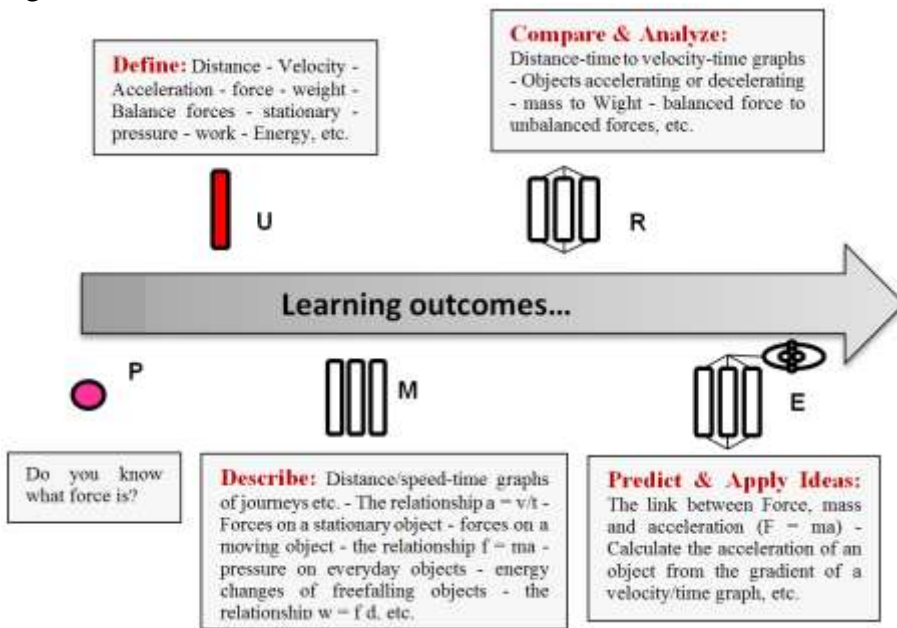 Define: Distance - Velocity -
Acceleration - force - weight -
Balance forces - stationary -
pressure - work - Energy, etc.
Compare & Analyze:
Distance-time to velocity-time graphs
- Objects accelerating or decelerating
- mass to Wight - balanced force to
unbalanced forces, etc.
U
R
Learning outcomes...
P
M
E
Do you know
what force is?
Describe: Distance/speed-time graphs
of journeys etc. - The relationship a = v/t -
Forces on a stationary object - forces on a
moving object - the relationship f = ma -
pressure on everyday objects - energy
changes of freefalling objects - the
relationship w = f d, etc.
Predict & Apply Ideas:
The link between Force, mass
and acceleration (F = ma) -
Calculate the acceleration of an
object from the gradient of a
velocity/time graph, etc.